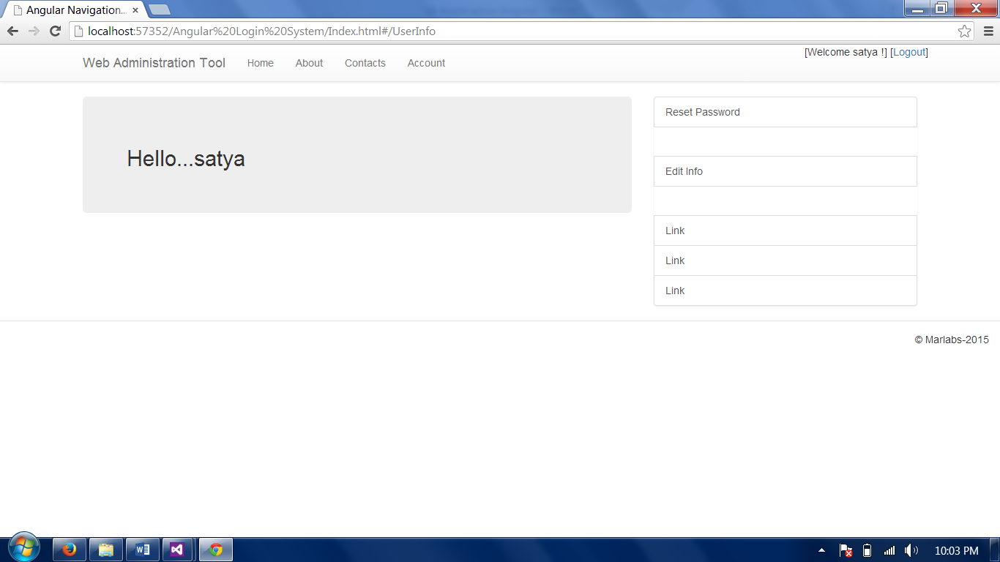 Angular Navigation...
localhost:57352/Angular%20Login%20System/Index.html#/UserInfo
Web Administration Tool Home About Contacts Account
[Welcome satya !] [Logout]
Hello...satya
Reset Password
Edit Info
Link
Link
Link
© Marlabs-2015
10:03 PM